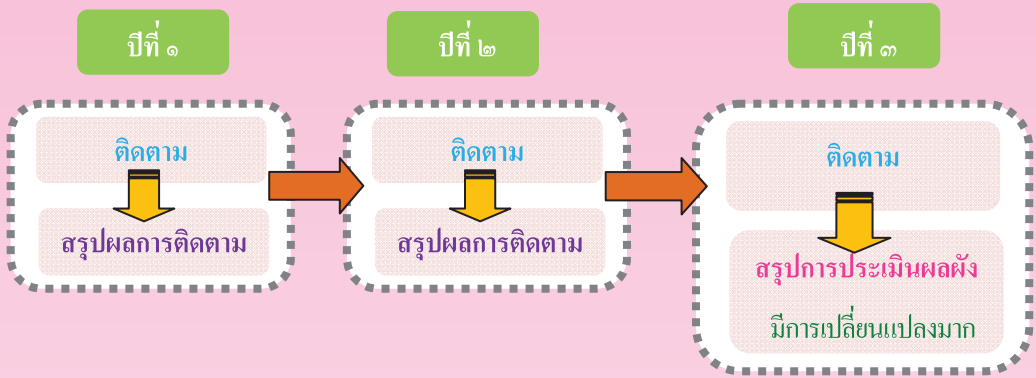 ปีที่ ๑
ติดตาม
สรุปผลการติดตาม
ปีที่ ๒
ติดตาม
สรุปผลการติดตาม
ปีที่ ๓
ติดตาม
สรุปการประเมินผลผัง
มีการเปลี่ยนแปลงมาก